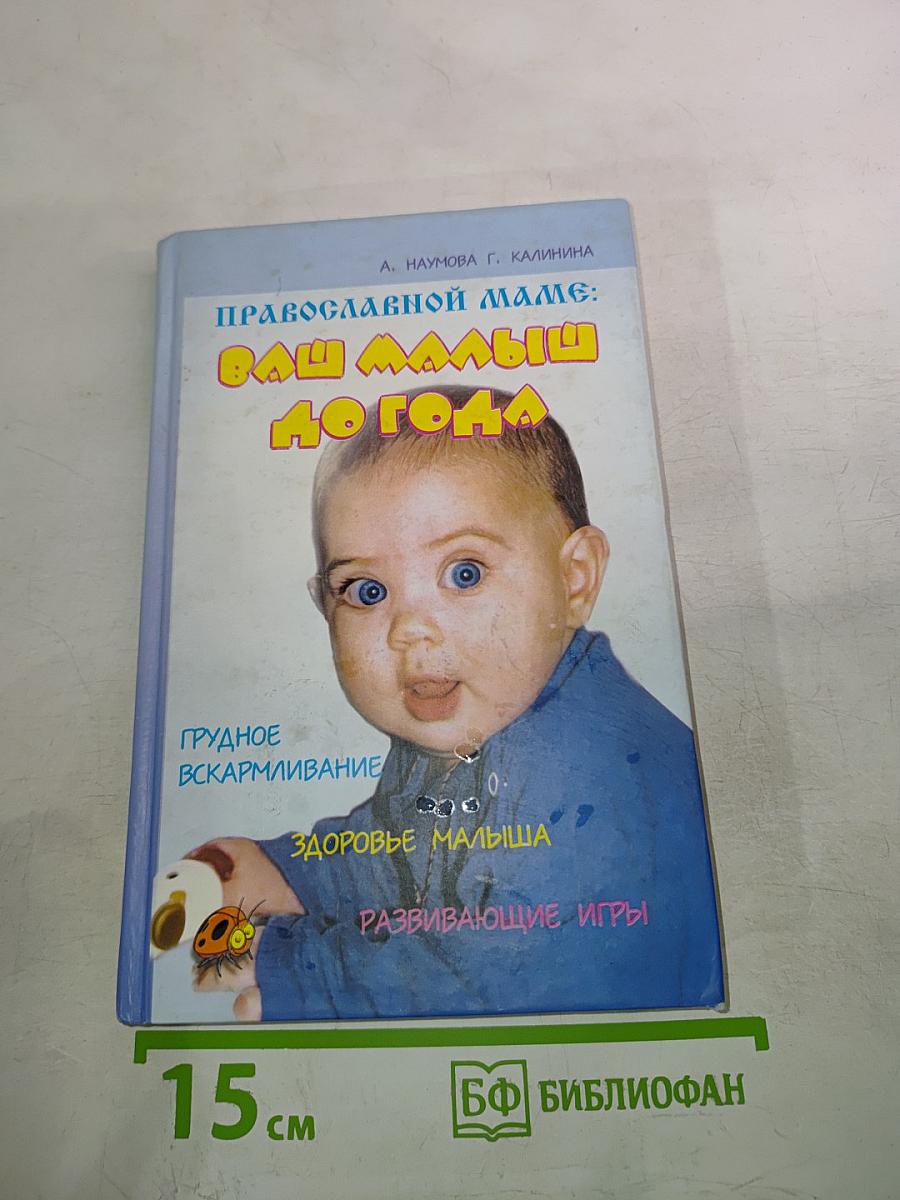 А. НАУМОВА Г. КАЛИНИНА
ПРАВОСЛАВНОЙ МАМЕ:
ВАШ МАЛЫШ
ДО ГОДА
ГРУДНОЕ
ВСКАРМЛИВАНИЕ
ЗДОРОВЬЕ МАЛЫША
РАЗВИВАЮЩИЕ ИГРЫ
15 см
БФ БИБЛИОФАН